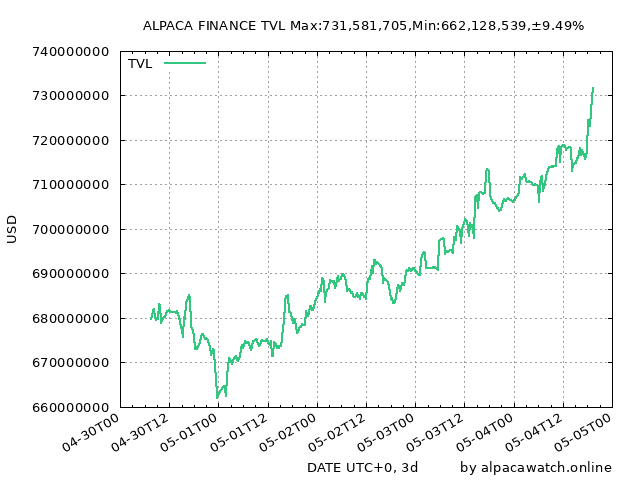 ALPACA FINANCE TVL Max:731,581,705,Min:662,128,539,±9.49%
TVL
740000000
730000000
720000000
710000000
700000000
690000000
680000000
670000000
660000000
USD
04-30T00
04-30T12
05-01T00
05-01T12
05-02T00
05-02T12
05-03T00
05-03T12
05-04T00
05-04T12
05-05T00
DATE UTC+0, 3d
by alpacawatch.online